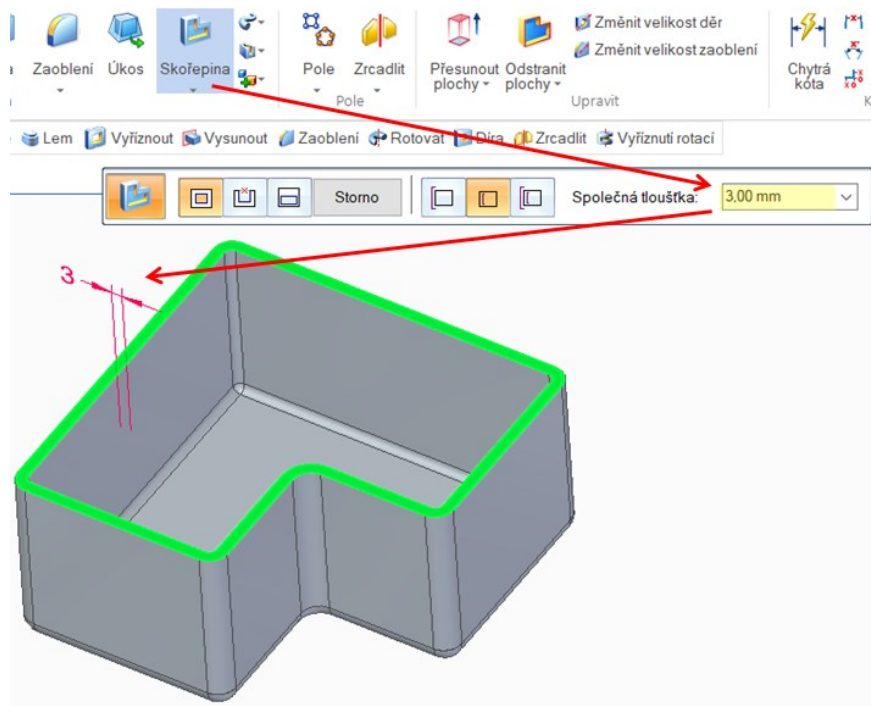 Změnit velikost děr
Zaoblení Úkos Skořepina Pole Zrcadlit Přesunout plochy Odstranit plochy Změnit velikost zaoblení Chytrá kóta
Pole Upravit
Lem Vyříznout Vysunout Zaoblení Rotovat Díra Zrcadlit Vyříznutí rotací
Storno Společná tloušťka: 3,00 mm
3